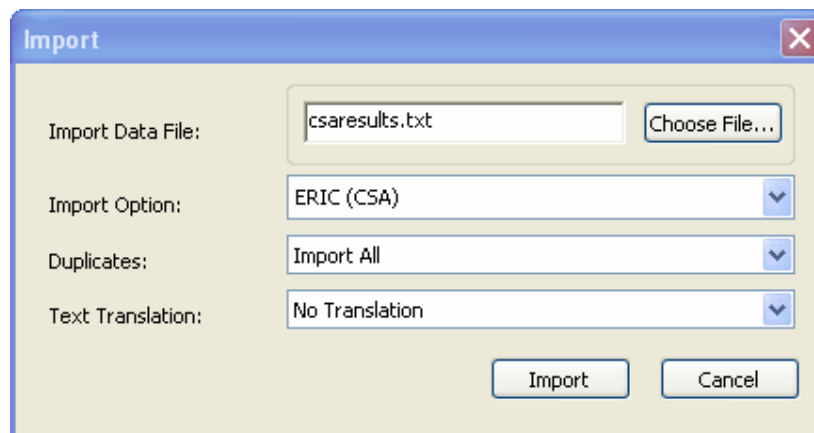 Import
Import Data File: csaresults.txt Choose File...
Import Option: ERIC (CSA)
Duplicates: Import All
Text Translation: No Translation
Import Cancel